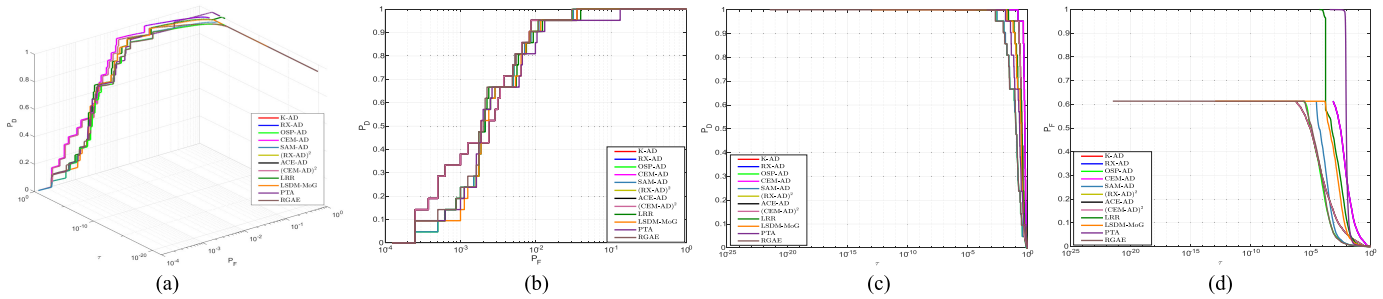 1
0.8
0.6
0.4
0.2
0
P_D
10^0
10^-10
10^-20
τ
10^-4
10^-3
10^-2
10^-1
10^0
P_F
K-AD
RX-AD
OSP-AD
CEM-AD
SAM-AD
(RX-AD)^2
ACE-AD
(CEM-AD)^2
LRR
LSDM-MoG
PTA
RGAE
(a)
1
0.9
0.8
0.7
0.6
0.5
0.4
0.3
0.2
0.1
0
P_D
10^-4
10^-3
10^-2
10^-1
10^0
P_F
K-AD
RX-AD
OSP-AD
CEM-AD
SAM-AD
(RX-AD)^2
ACE-AD
(CEM-AD)^2
LRR
LSDM-MoG
PTA
RGAE
(b)
1
0.9
0.8
0.7
0.6
0.5
0.4
0.3
0.2
0.1
0
P_D
10^-25
10^-20
10^-15
10^-10
10^-5
10^0
τ
K-AD
RX-AD
OSP-AD
CEM-AD
SAM-AD
(RX-AD)^2
ACE-AD
(CEM-AD)^2
LRR
LSDM-MoG
PTA
RGAE
(c)
1
0.9
0.8
0.7
0.6
0.5
0.4
0.3
0.2
0.1
0
P_F
10^-25
10^-20
10^-15
10^-10
10^-5
10^0
τ
K-AD
RX-AD
OSP-AD
CEM-AD
SAM-AD
(RX-AD)^2
ACE-AD
(CEM-AD)^2
LRR
LSDM-MoG
PTA
RGAE
(d)